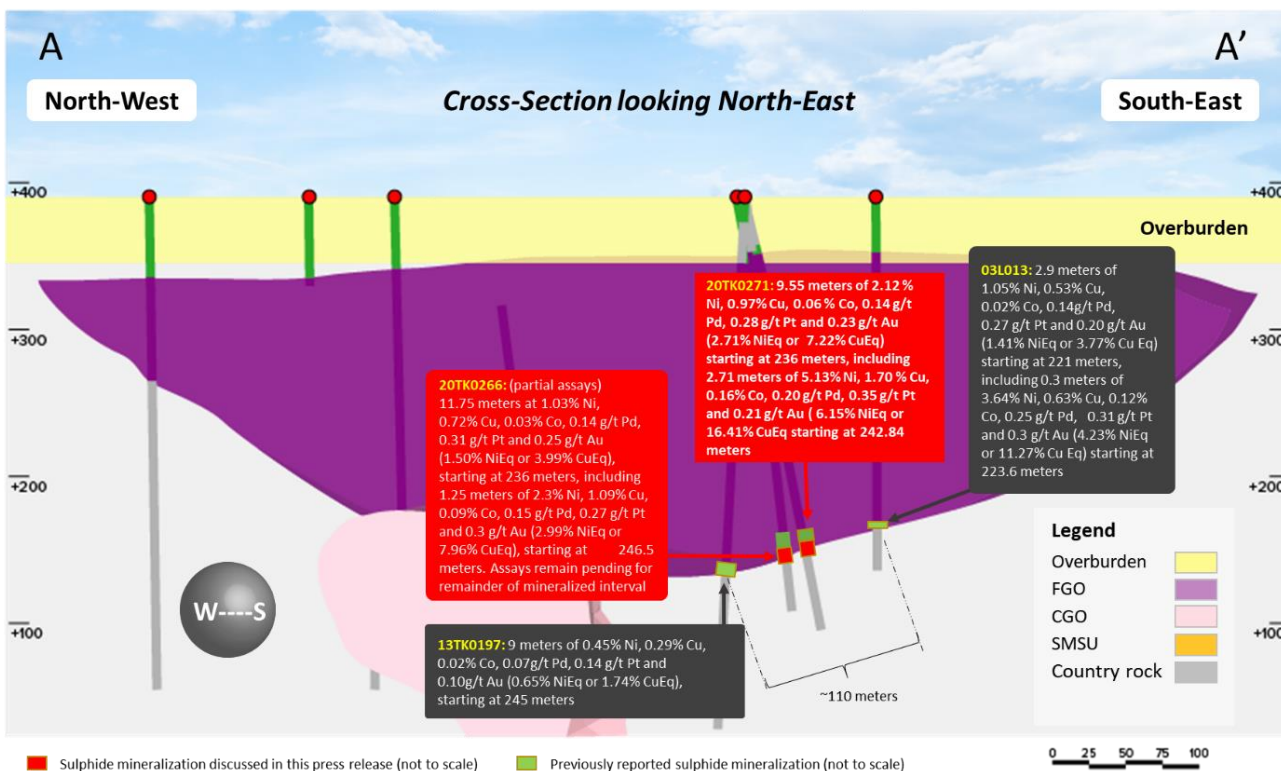 A
A'
North-West
Cross-Section looking North-East
South-East
+400
+400
Overburden
03L013: 2.9 meters of
1.05% Ni, 0.53% Cu,
0.02% Co, 0.14g/t Pd,
0.27 g/t Pt and 0.20 g/t Au
(1.41% NiEq or 3.77% Cu Eq)
starting at 221 meters,
including 0.3 meters of
3.64% Ni, 0.63% Cu, 0.12%
Co, 0.25 g/t Pd, 0.31 g/t Pt
and 0.3 g/t Au (4.23% NiEq
or 11.27% Cu Eq) starting at
223.6 meters
20TK0271: 9.55 meters of 2.12 %
Ni, 0.97% Cu, 0.06 % Co, 0.14 g/t
Pd, 0.28 g/t Pt and 0.23 g/t Au
(2.71% NiEq or 7.22% CuEq)
starting at 236 meters, including
2.71 meters of 5.13% Ni, 1.70 % Cu,
0.16% Co, 0.20 g/t Pd, 0.35 g/t Pt
and 0.21 g/t Au ( 6.15% NiEq or
16.41% CuEq starting at 242.84
meters
+300
+300
20TK0266: (partial assays)
11.75 meters at 1.03% Ni,
0.72% Cu, 0.03% Co, 0.14 g/t Pd,
0.31 g/t Pt and 0.25 g/t Au
(1.50% NiEq or 3.99% CuEq),
starting at 236 meters, including
1.25 meters of 2.3% Ni, 1.09% Cu,
0.09% Co, 0.15 g/t Pd, 0.27 g/t Pt
and 0.3 g/t Au (2.99% NiEq or
7.96% CuEq), starting at 246.5
meters. Assays remain pending for
remainder of mineralized interval
+200
+200
Legend
Overburden
FGO
CGO
SMSU
Country rock
W----S
+100
+100
13TK0197: 9 meters of 0.45% Ni, 0.29% Cu,
0.02% Co, 0.07g/t Pd, 0.14 g/t Pt and
0.10g/t Au (0.65% NiEq or 1.74% CuEq),
starting at 245 meters
~110 meters
0 25 50 75 100
Sulphide mineralization discussed in this press release (not to scale)
Previously reported sulphide mineralization (not to scale)